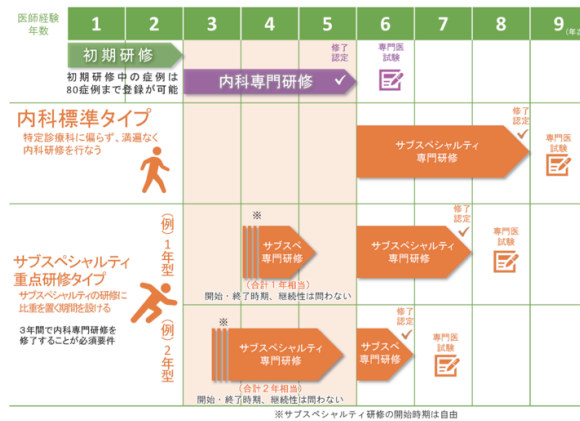 医師経験
年数
1 2 3 4 5 6 7 8 9
初期研修
初期研修中の症例は
80症例まで登録が可能
内科専門研修
修了
認定
専門医
試験
内科標準タイプ
特定診療科に偏らず、満遍なく
内科研修を行なう
サブスペシャルティ
専門研修
修了
認定
専門医
試験
サブスペシャルティ
重点研修タイプ
サブスペシャルティの研修に
比重を置く期間を設ける
3年間で内科専門研修を
修了することが必須要件
(例)1年型
※
サブスペ
専門研修
(合計1年相当)
開始・終了時期、継続性は問わない
サブスペシャルティ
専門研修
修了
認定
専門医
試験
(例)2年型
※
サブスペシャルティ
専門研修
(合計2年相当)
開始・終了時期、継続性は問わない
サブスペ
専門研修
修了
認定
専門医
試験
※サブスペシャルティ研修の開始時期は自由